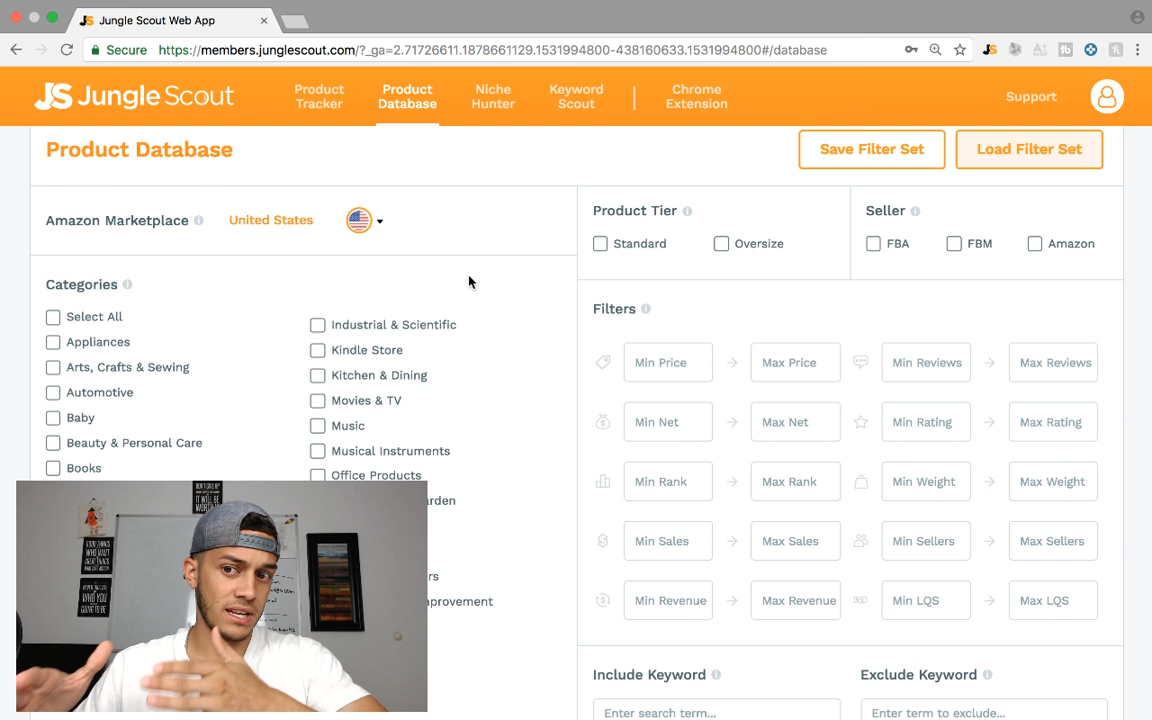 Jungle Scout Web App
Secure https://members.junglescout.com/?_ga=2.71726611.1878661129.1531994800-438160633.1531994800#/database
JS Jungle Scout
Product Tracker
Product Database
Niche Hunter
Keyword Scout
Chrome Extension
Support
Product Database
Save Filter Set
Load Filter Set
Amazon Marketplace
United States
Product Tier
Standard
Oversize
Seller
FBA
FBM
Amazon
Categories
Select All
Appliances
Arts, Crafts & Sewing
Automotive
Baby
Beauty & Personal Care
Books
Industrial & Scientific
Kindle Store
Kitchen & Dining
Movies & TV
Music
Musical Instruments
Office Products
arden
rs
provement
Filters
Min Price
Max Price
Min Reviews
Max Reviews
Min Net
Max Net
Min Rating
Max Rating
Min Rank
Max Rank
Min Weight
Max Weight
Min Sales
Max Sales
Min Sellers
Max Sellers
Min Revenue
Max Revenue
Min LQS
Max LQS
Include Keyword
Enter search term...
Exclude Keyword
Enter term to exclude...